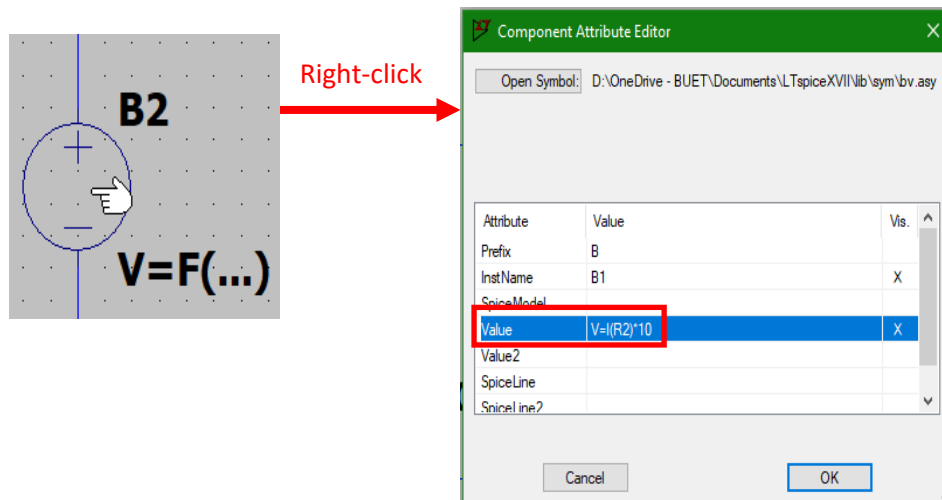 B2
V=F(...)
Right-click
Component Attribute Editor
Open Symbol: D:\OneDrive - BUET\Documents\LTspiceXVII\lib\sym\bv.asy
Attribute Value Vis.
Prefix B
InstName B1 X
SpiceModel
Value V=I(R2)*10 X
Value2
SpiceLine
SpiceLine2
Cancel OK